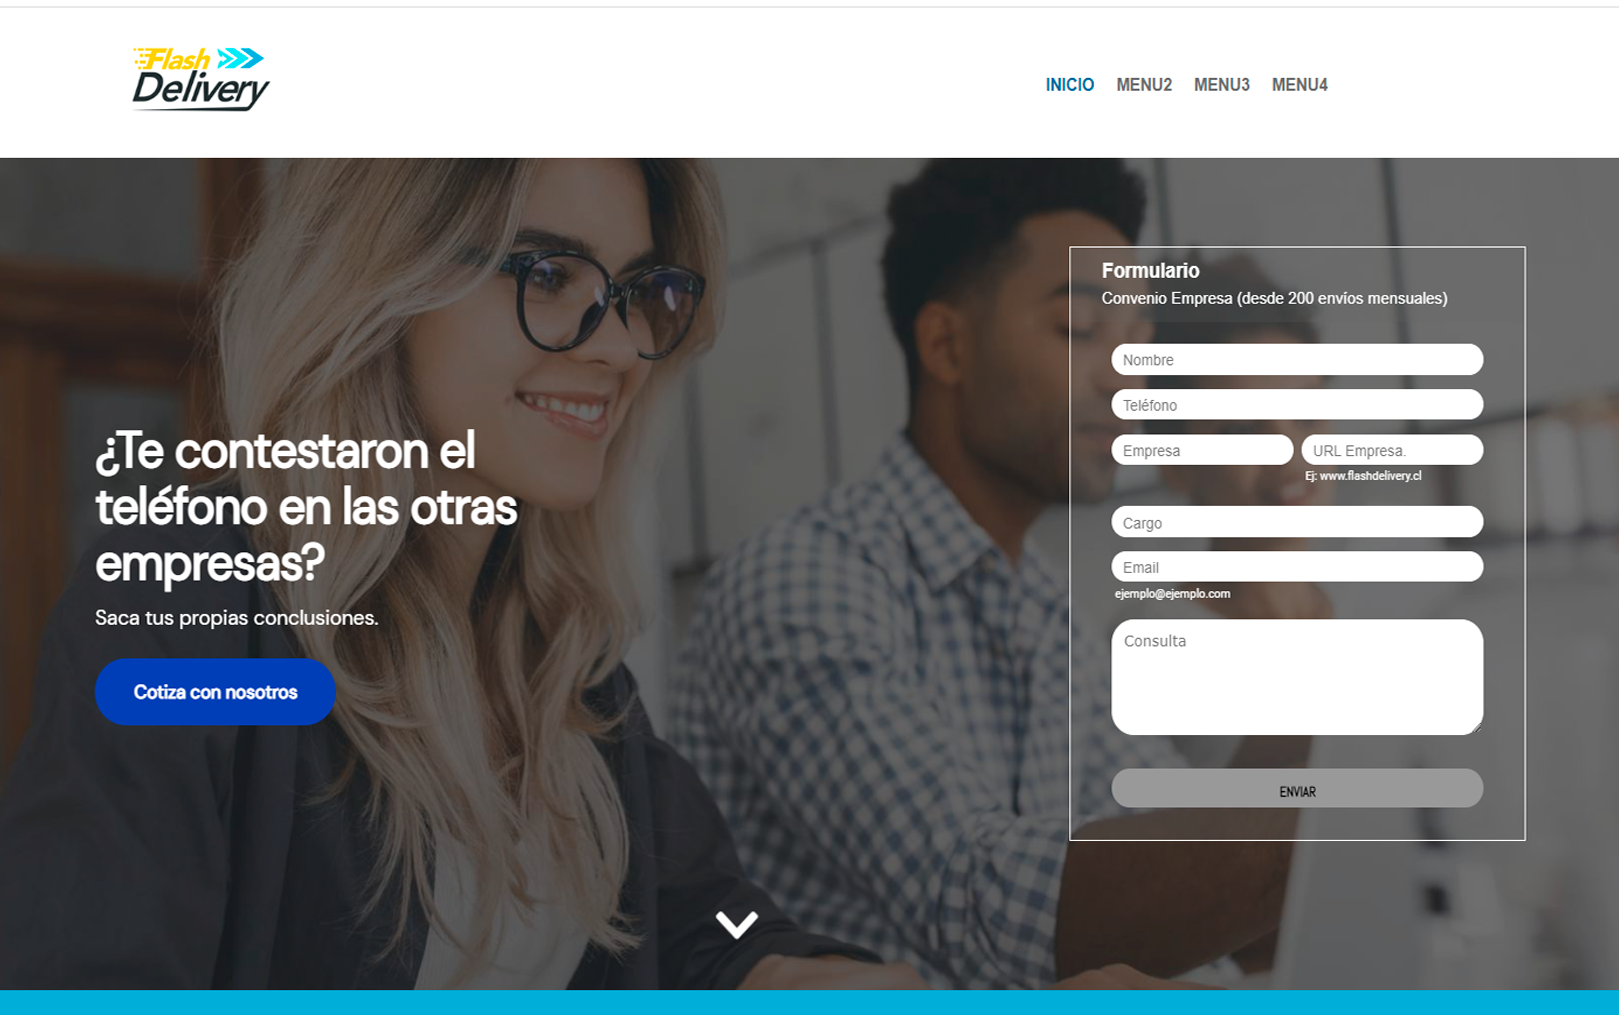 Flash
Delivery
INICIO MENU2 MENU3 MENU4
¿Te contestaron el
teléfono en las otras
empresas?
Saca tus propias conclusiones.
Cotiza con nosotros
Formulario
Convenio Empresa (desde 200 envíos mensuales)
Nombre
Teléfono
Empresa URL Empresa.
Ej: www.flashdelivery.cl
Cargo
Email
ejemplo@ejemplo.com
Consulta
ENVIAR